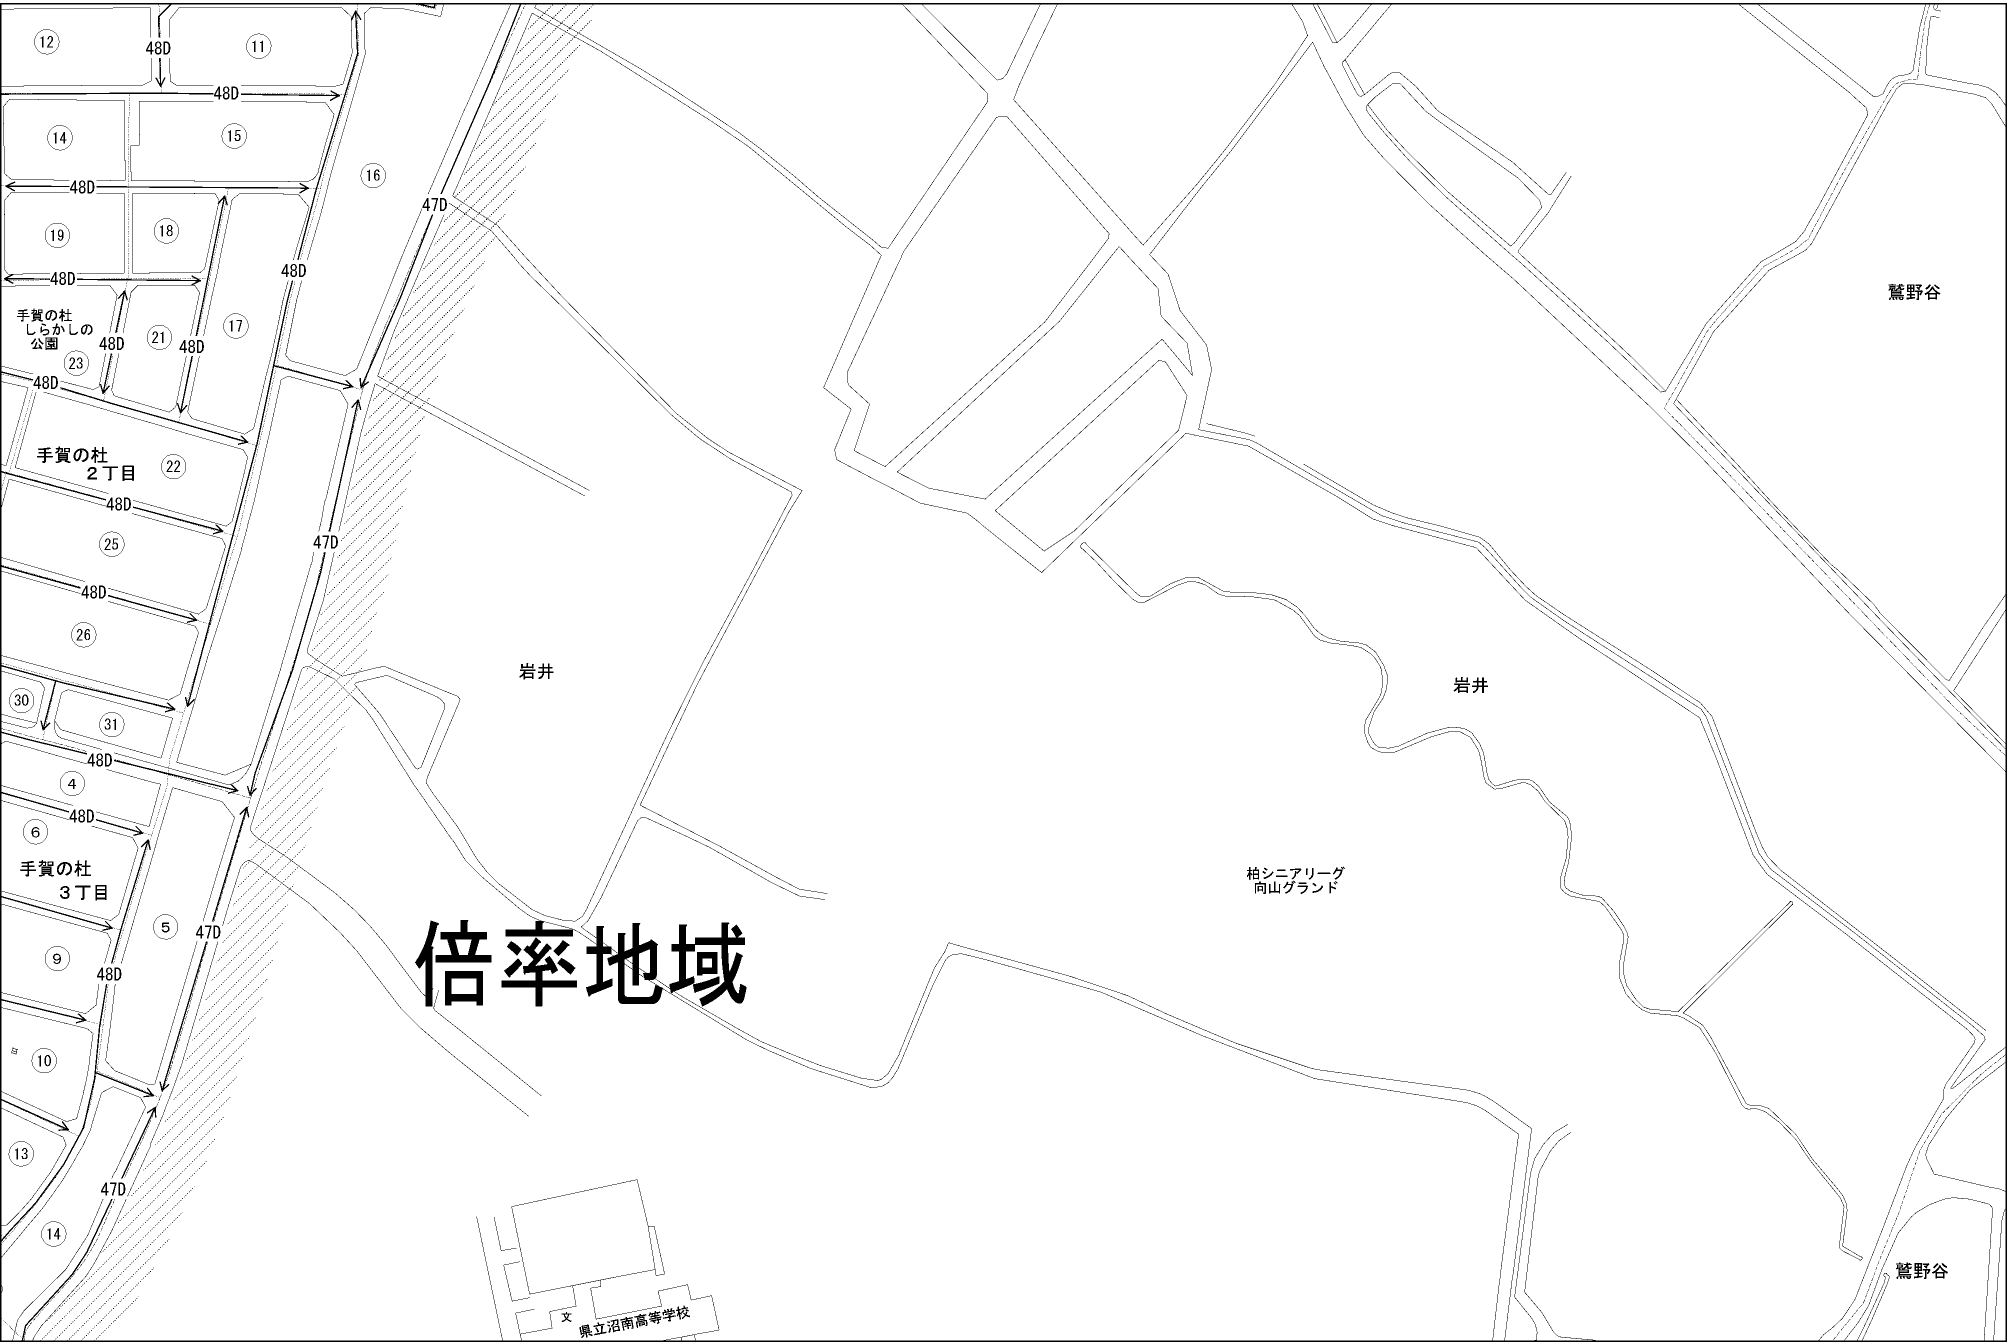 12
48D
11
48D
14
15
16
48D
47D
19
18
48D
48D
手賀の杜
しらかしの
公園
48D
21
48D
17
23
48D
鷲野谷
手賀の杜
2丁目
22
48D
25
47D
48D
26
岩井
岩井
30
31
48D
4
48D
6
手賀の杜
3丁目
柏シニアリーグ
向山グランド
5
47D
倍率地域
9
48D
10
13
47D
14
鷲野谷
文
県立沼南高等学校